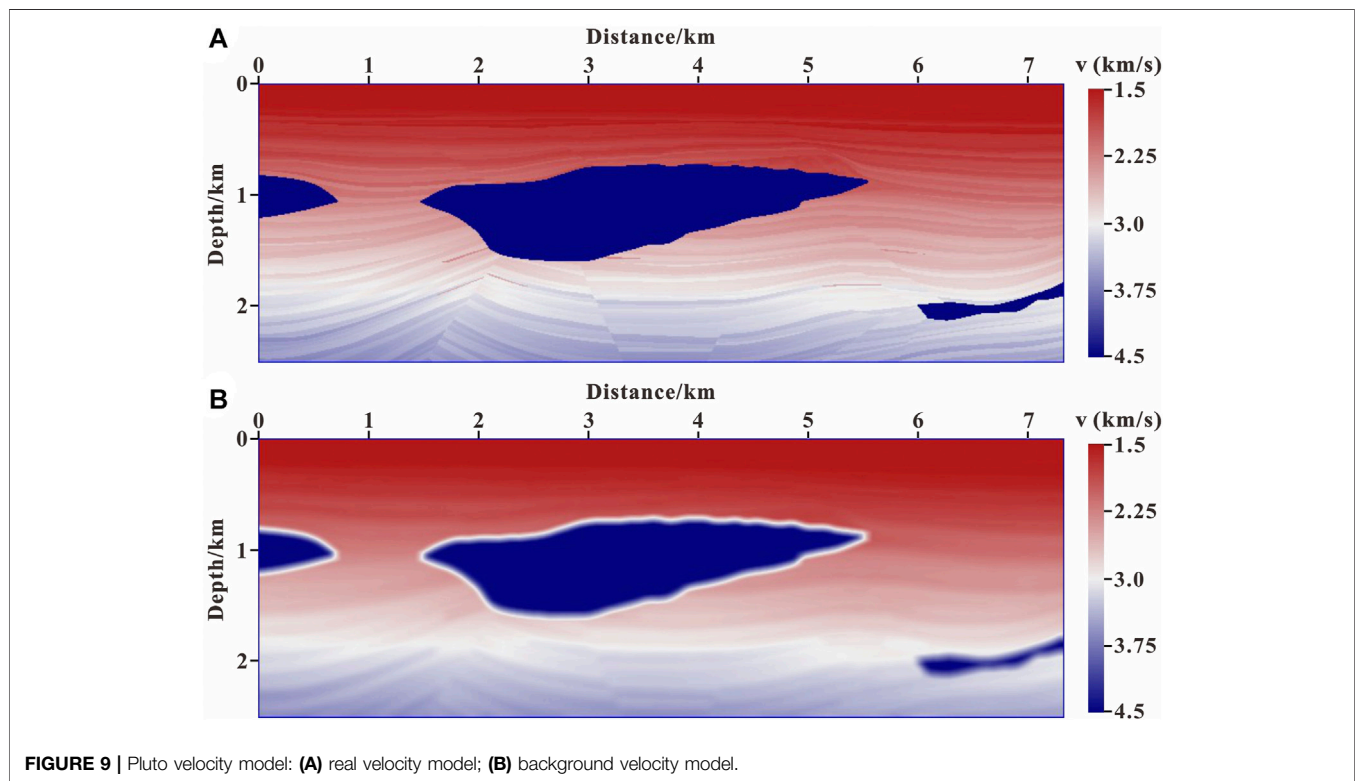 A
Distance/km
0 1 2 3 4 5 6 7 v (km/s)
0
1
2
Depth/km
1.5
2.25
3.0
3.75
4.5
B
Distance/km
0 1 2 3 4 5 6 7 v (km/s)
0
1
2
Depth/km
1.5
2.25
3.0
3.75
4.5
FIGURE 9 | Pluto velocity model: (A) real velocity model; (B) background velocity model.